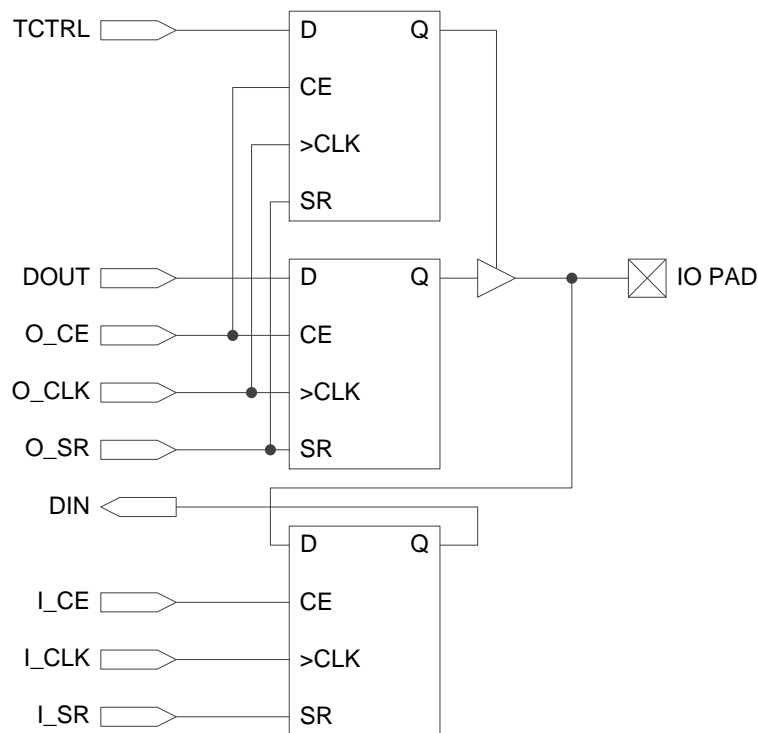 TCTRL D Q
CE
>CLK
SR
DOUT D Q IO PAD
O_CE CE
O_CLK >CLK
O_SR SR
DIN
D Q
I_CE CE
I_CLK >CLK
I_SR SR